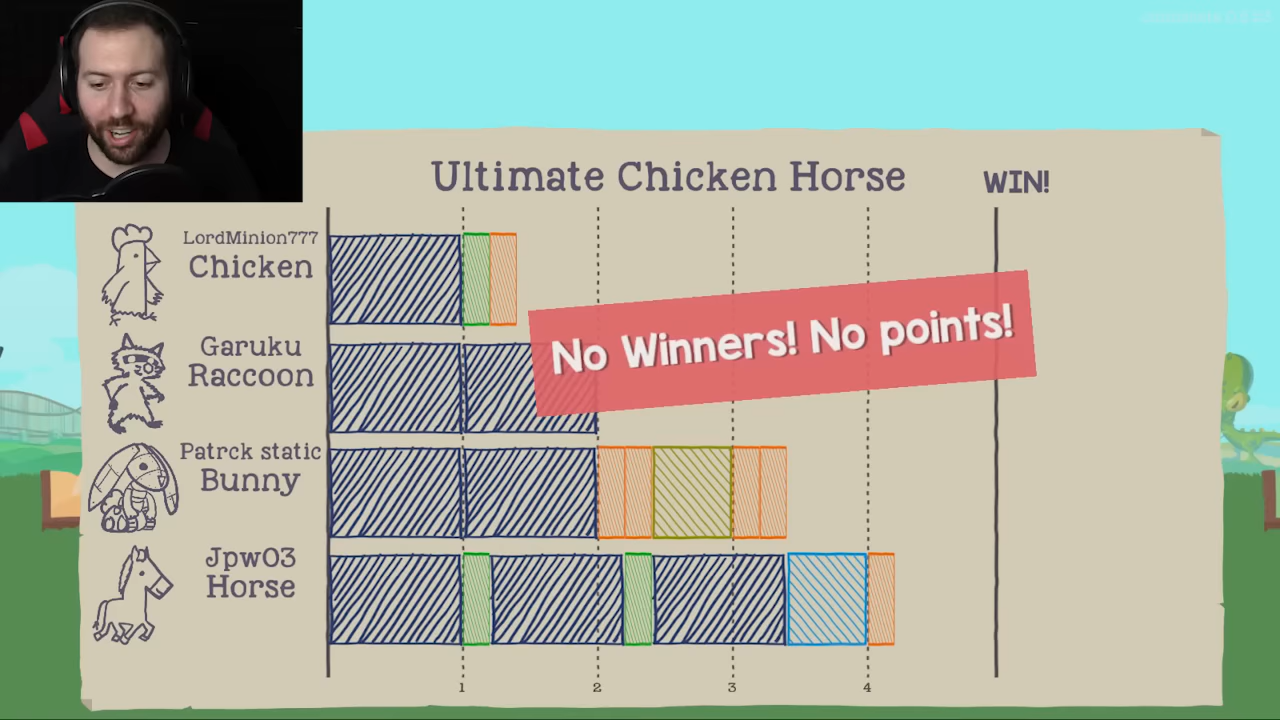 Ultimate Chicken Horse
WIN!
LordMinion777
Chicken
No Winners! No points!
Garuku
Raccoon
Patrck static
Bunny
Jpw03
Horse
1
2
3
4